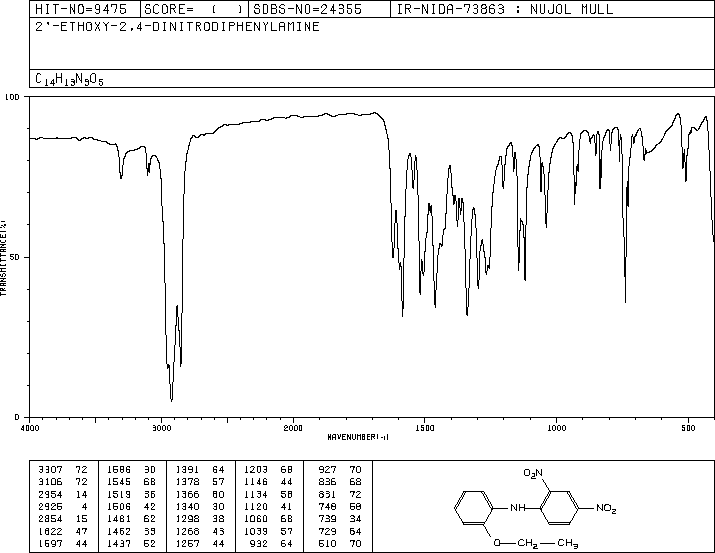 HIT-NO=9475 SCORE= ( ) SDBS-NO=24355 IR-NIDA-73863 : NUJOL MULL
2'-ETHOXY-2,4-DINITRODIPHENYLAMINE
C14H13N3O5
100
50
0
TRANSMITTANCE(%)
4000 3000 2000 1500 1000 500
WAVENUMBER(-1)
3307 72 1586 30 1391 64 1203 68 927 70
3106 72 1545 68 1378 57 1146 44 836 68
2954 14 1519 36 1366 60 1134 58 831 72
2925 4 1506 42 1340 30 1120 41 748 58
2854 15 1481 62 1298 38 1060 68 739 34
1622 47 1462 33 1268 43 1039 57 729 64
1597 44 1437 52 1257 44 932 64 510 70
O2N
NH NO2
O CH2 CH3